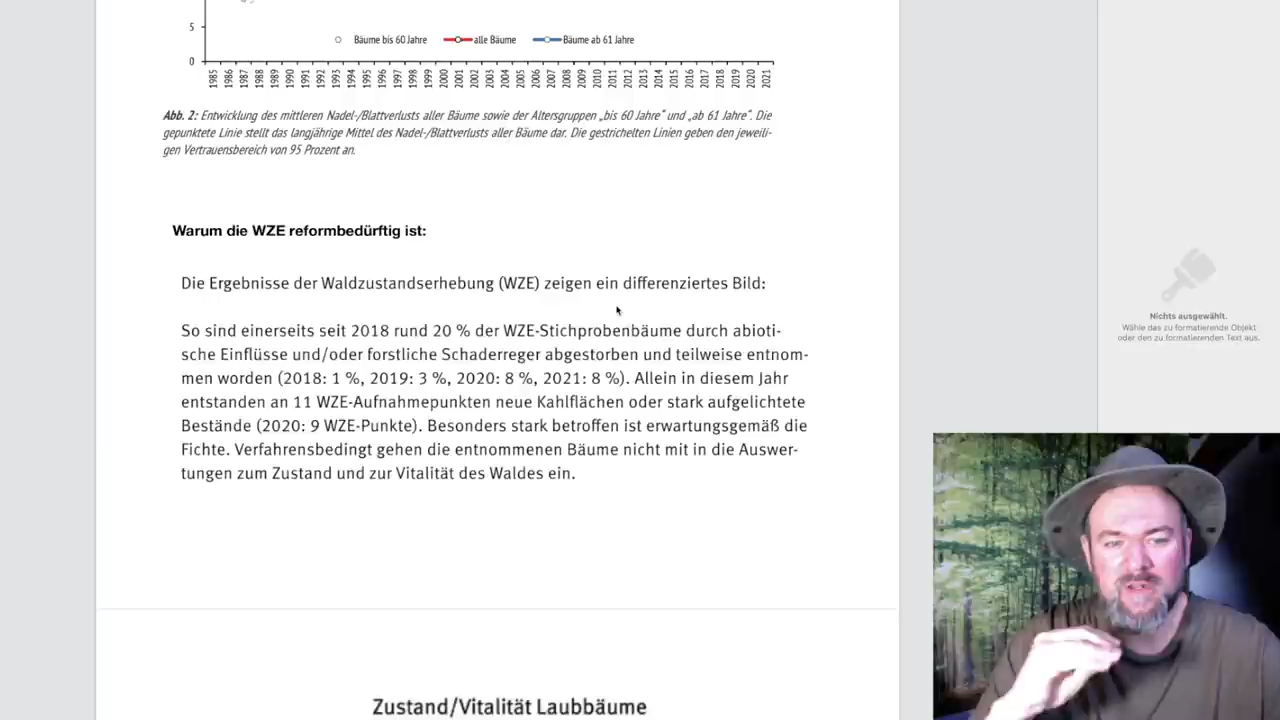 5
0
Bäume bis 60 Jahre alle Bäume Bäume ab 61 Jahre
1985 1986 1987 1988 1989 1990 1991 1992 1993 1994 1995 1996 1997 1998 1999 2000 2001 2002 2003 2004 2005 2006 2007 2008 2009 2010 2011 2012 2013 2014 2015 2016 2017 2018 2019 2020 2021
Abb. 2: Entwicklung des mittleren Nadel-/Blattverlusts aller Bäume sowie der Altersgruppen „bis 60 Jahre“ und „ab 61 Jahre“. Die
gepunktete Linie stellt das langjährige Mittel des Nadel-/Blattverlusts aller Bäume dar. Die gestrichelten Linien geben den jeweili-
gen Vertrauensbereich von 95 Prozent an.
Warum die WZE reformbedürftig ist:
Die Ergebnisse der Waldzustandserhebung (WZE) zeigen ein differenziertes Bild:
So sind einerseits seit 2018 rund 20 % der WZE-Stichprobenbäume durch abioti-
sche Einflüsse und/oder forstliche Schaderreger abgestorben und teilweise entnom-
men worden (2018: 1 %, 2019: 3 %, 2020: 8 %, 2021: 8 %). Allein in diesem Jahr
entstanden an 11 WZE-Aufnahmepunkten neue Kahlflächen oder stark aufgelichtete
Bestände (2020: 9 WZE-Punkte). Besonders stark betroffen ist erwartungsgemäß die
Fichte. Verfahrensbedingt gehen die entnommenen Bäume nicht mit in die Auswer-
tungen zum Zustand und zur Vitalität des Waldes ein.
Zustand/Vitalität Laubbäume
Nichts ausgewählt.
Wähle das zu formatierende Objekt
oder den zu formatierenden Text aus.